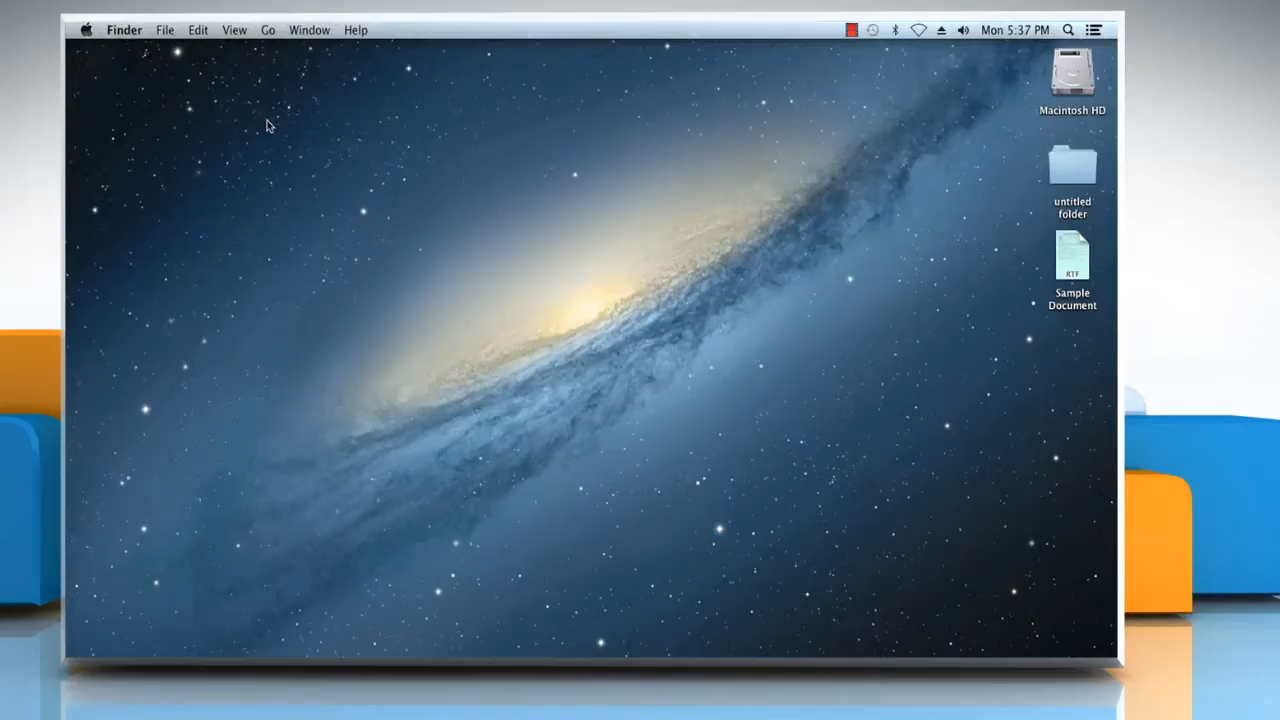 Finder File Edit View Go Window Help Mon 5:37 PM
Macintosh HD
untitled
folder
RTF
Sample
Document